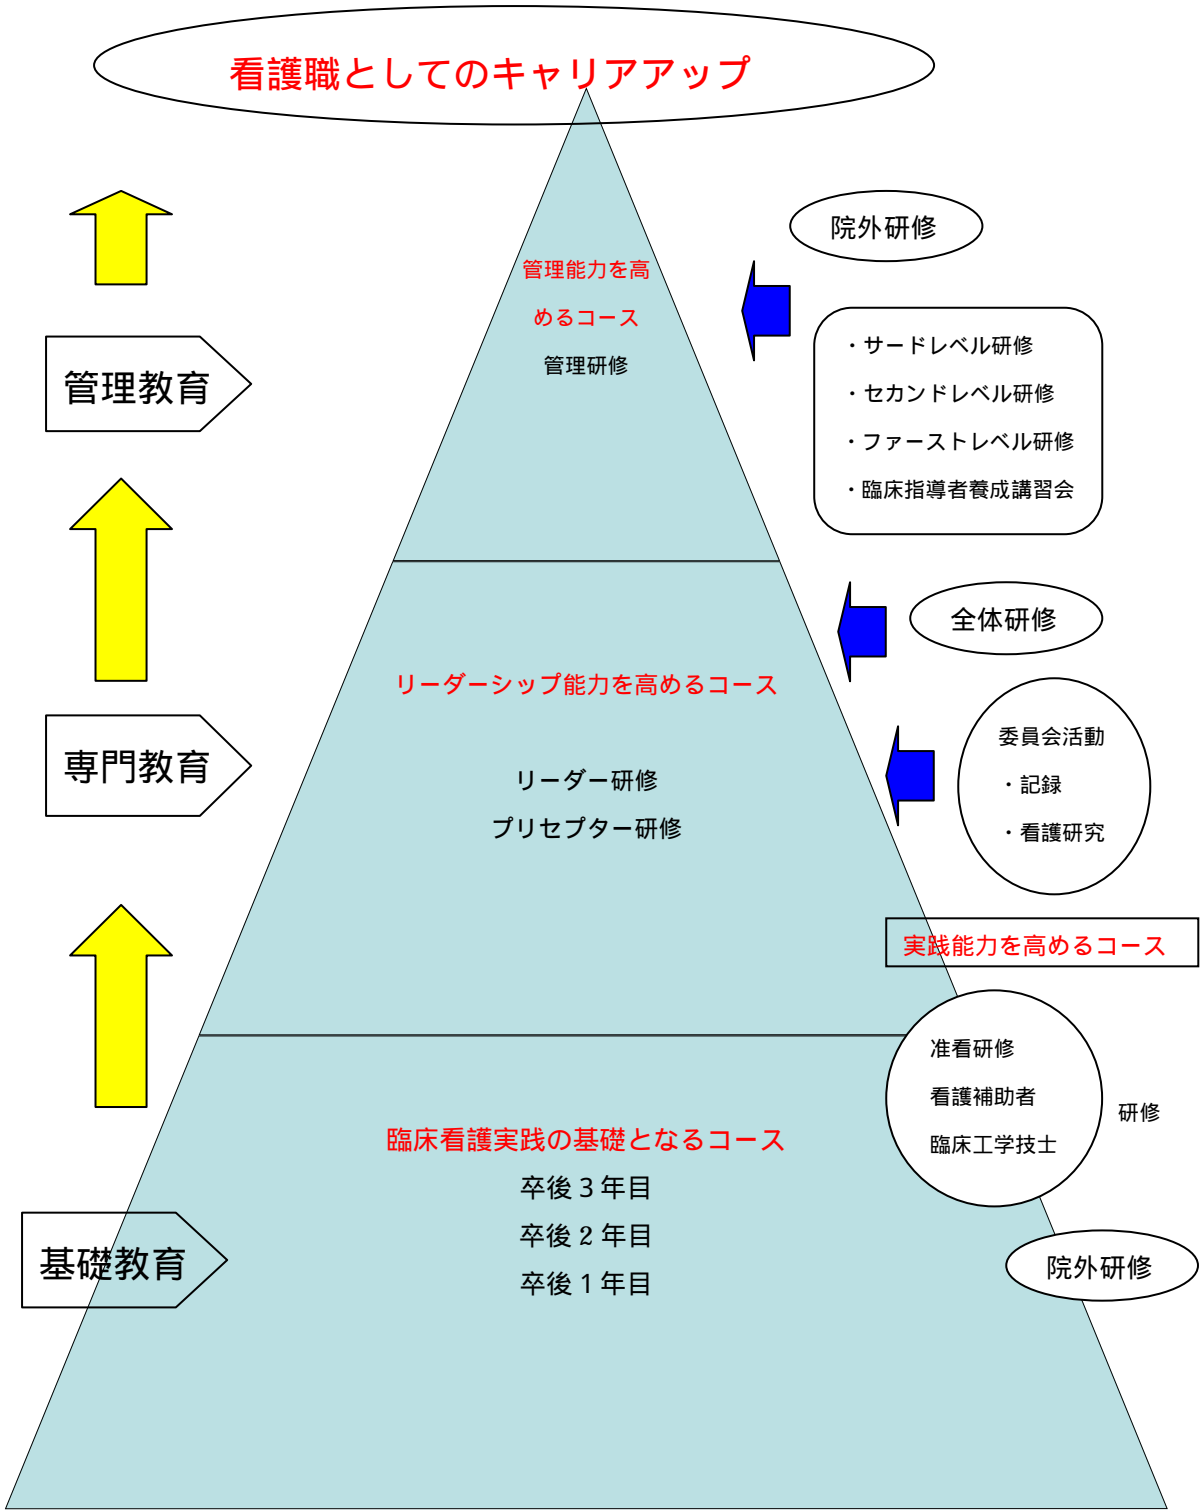 看護職としてのキャリアアップ
院外研修
管理能力を高
めるコース
管理研修
管理教育
・サードレベル研修
・セカンドレベル研修
・ファーストレベル研修
・臨床指導者養成講習会
全体研修
リーダーシップ能力を高めるコース
専門教育
リーダー研修
プリセプター研修
委員会活動
・記録
・看護研究
実践能力を高めるコース
准看研修
看護補助者
臨床工学技士
研修
臨床看護実践の基礎となるコース
卒後3年目
卒後2年目
卒後1年目
基礎教育
院外研修